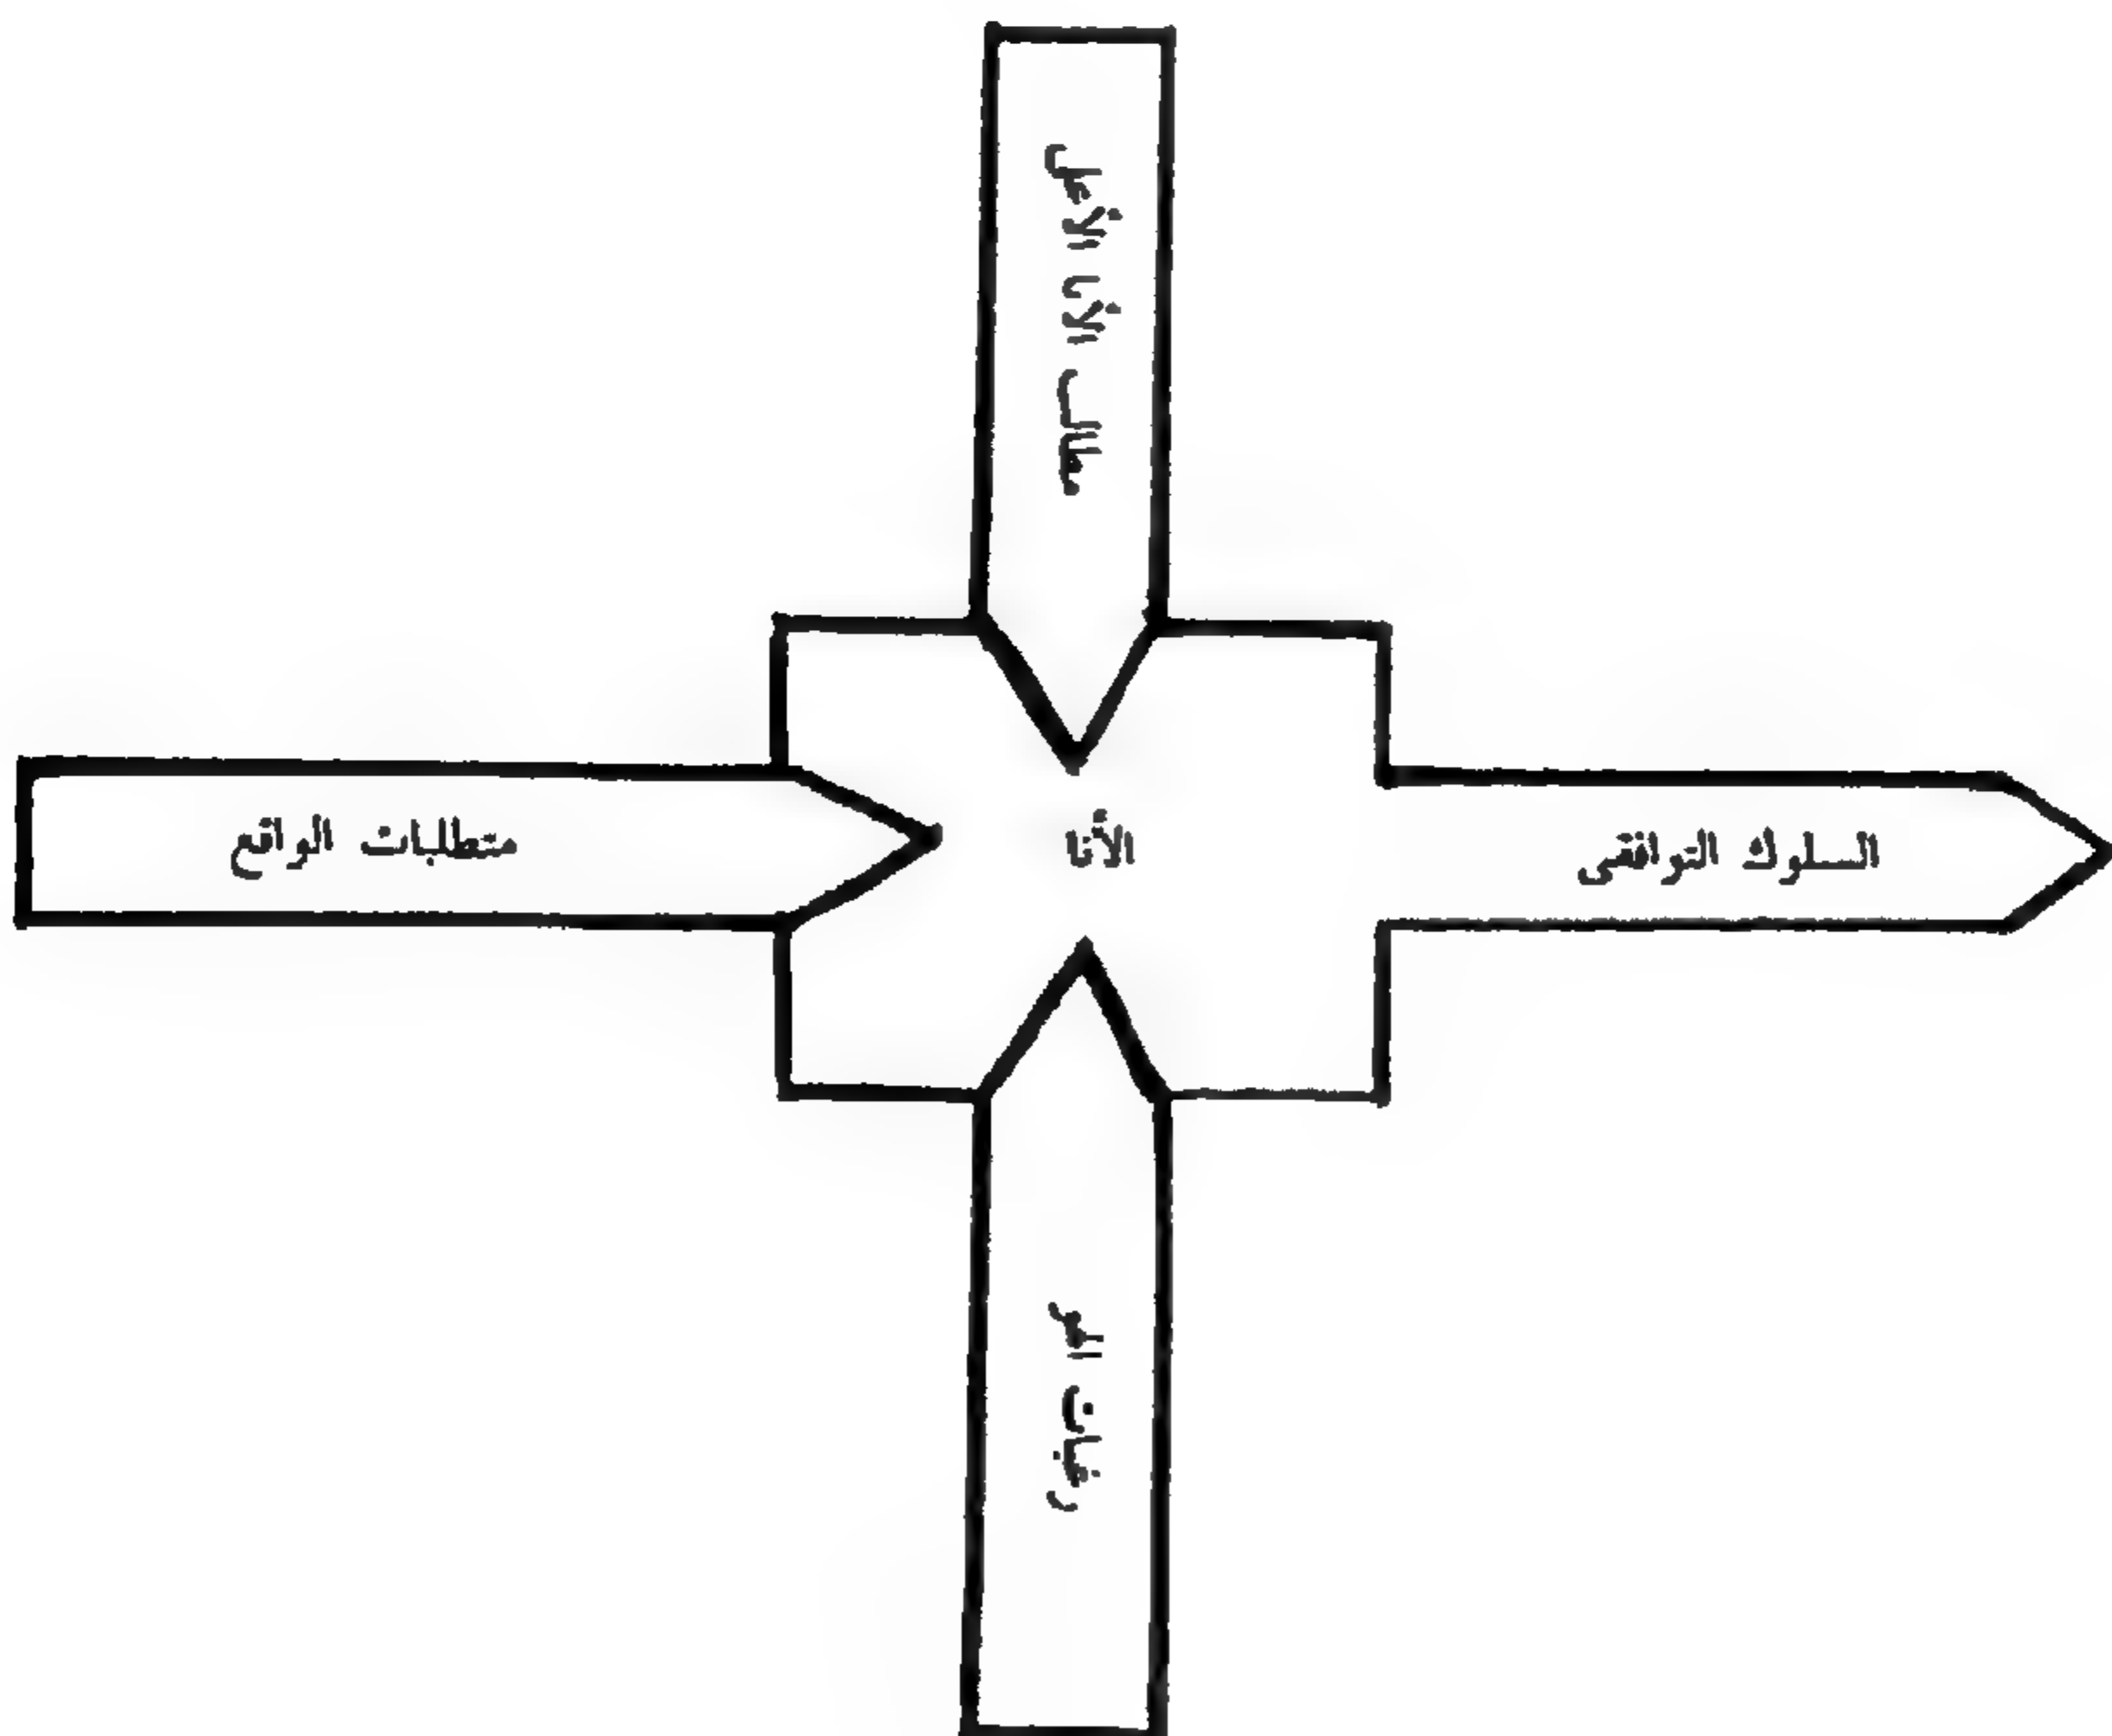 مطالب الأنا الأعلى
متطلبات الواقع
الأنا
السلوك التوافقى
رغبات الهو